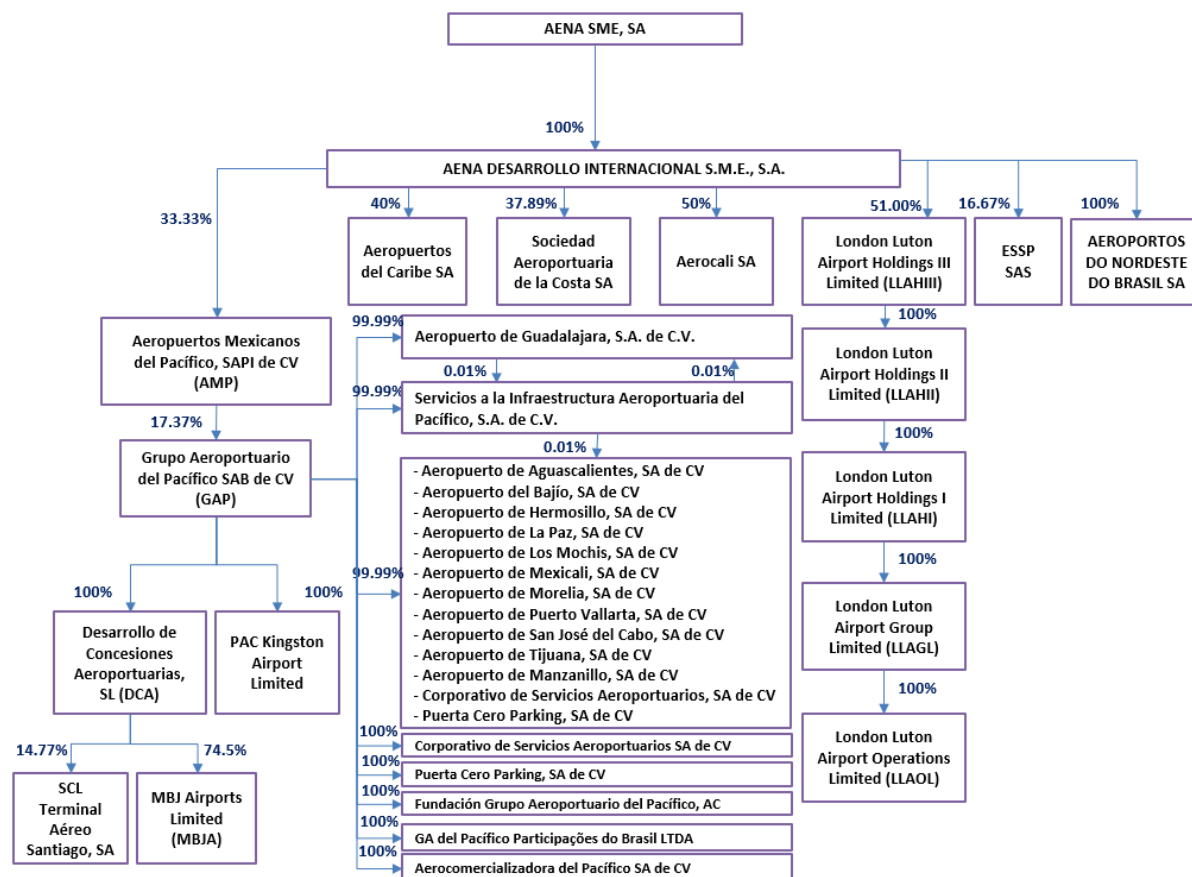 AENA SME, SA
100%
AENA DESARROLLO INTERNACIONAL S.M.E., S.A.
33.33%
40%
37.89%
50%
51.00%
16.67%
100%
Aeropuertos
del Caribe SA
Sociedad
Aeroportuaria
de la Costa SA
Aerocali SA
London Luton
Airport Holdings III
Limited (LLAHIII)
ESSP
SAS
AEROPORTOS
DO NORDESTE
DO BRASIL SA
Aeropuertos Mexicanos
del Pacífico, SAPI de CV
(AMP)
17.37%
Grupo Aeroportuario
del Pacífico SAB de CV
(GAP)
100%
100%
Desarrollo de
Concesiones
Aeroportuarias,
SL (DCA)
PAC Kingston
Airport
Limited
14.77%
74.5%
SCL
Terminal
Aéreo
Santiago, SA
MBJ Airports
Limited
(MBJA)
99.99%
Aeropuerto de Guadalajara, S.A. de C.V.
0.01%
0.01%
99.99%
Servicios a la Infraestructura Aeroportuaria del
Pacífico, S.A. de C.V.
0.01%
99.99%
- Aeropuerto de Aguascalientes, SA de CV
- Aeropuerto del Bajío, SA de CV
- Aeropuerto de Hermosillo, SA de CV
- Aeropuerto de La Paz, SA de CV
- Aeropuerto de Los Mochis, SA de CV
- Aeropuerto de Mexicali, SA de CV
- Aeropuerto de Morelia, SA de CV
- Aeropuerto de Puerto Vallarta, SA de CV
- Aeropuerto de San José del Cabo, SA de CV
- Aeropuerto de Tijuana, SA de CV
- Aeropuerto de Manzanillo, SA de CV
- Corporativo de Servicios Aeroportuarios, SA de CV
- Puerta Cero Parking, SA de CV
100%
Corporativo de Servicios Aeroportuarios SA de CV
100%
Puerta Cero Parking, SA de CV
100%
Fundación Grupo Aeroportuario del Pacífico, AC
100%
GA del Pacífico Participações do Brasil LTDA
100%
Aerocomercializadora del Pacífico SA de CV
100%
London Luton
Airport Holdings II
Limited (LLAHII)
100%
London Luton
Airport Holdings I
Limited (LLAHI)
100%
London Luton
Airport Group
Limited (LLAGL)
100%
London Luton
Airport Operations
Limited (LLAOL)